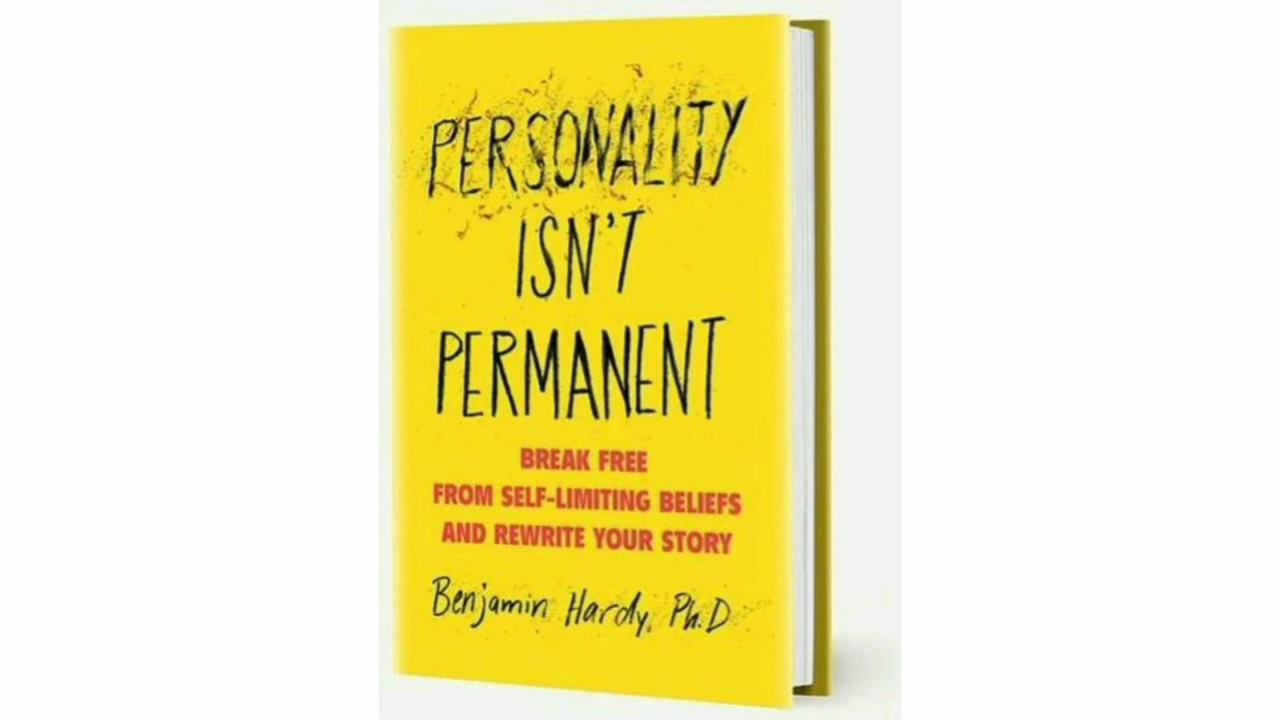 PERSONALITY
ISN'T
PERMANENT
BREAK FREE
FROM SELF-LIMITING BELIEFS
AND REWRITE YOUR STORY
Benjamin Hardy, Ph.D